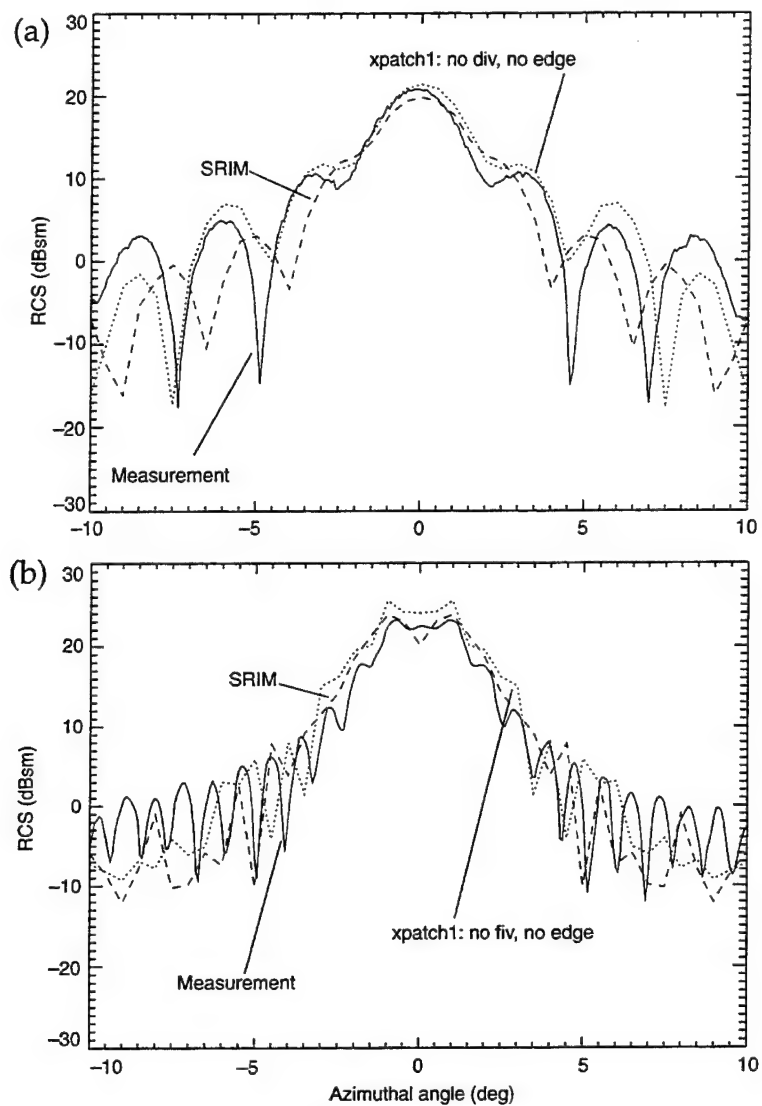 (a)
30
20
10
0
−10
−20
−30
RCS (dBsm)
xpatch1: no div, no edge
SRIM
Measurement
−10
−5
0
5
10
(b)
30
20
10
0
−10
−20
−30
RCS (dBsm)
SRIM
xpatch1: no fiv, no edge
Measurement
−10
−5
0
5
10
Azimuthal angle (deg)